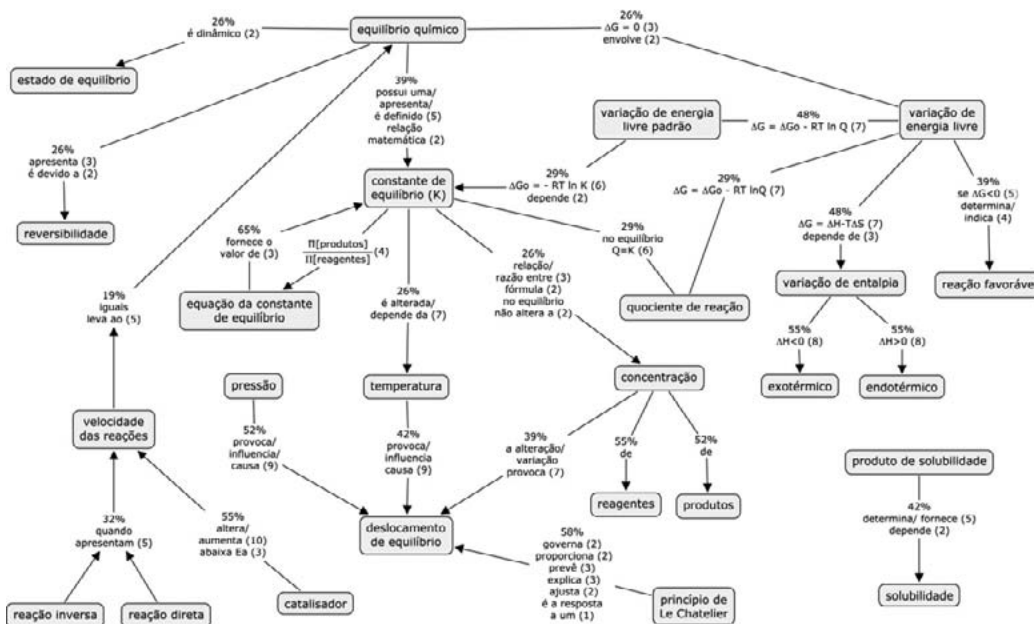 26%
é dinâmico (2)
equilíbrio químico
26%
ΔG = 0 (3)
envolve (2)
estado de equilíbrio
39%
possui uma/
apresenta/
é definido (5)
relação
matemática (2)
variação de energia
livre padrão
48%
ΔG = ΔGo - RT ln Q (7)
variação de
energia livre
26%
apresenta (3)
é devido a (2)
constante de
equilíbrio (K)
29%
ΔGo = - RT ln K (6)
depende (2)
29%
ΔG = ΔGo - RT lnQ (7)
39%
se ΔG<0 (5)
determina/
indica (4)
reversibilidade
65%
fornece o
valor de (3)
Π[produtos]
Π[reagentes]
(4)
26%
relação/
razão entre (3)
fórmula (2)
no equilíbrio
não altera a (2)
29%
no equilíbrio
Q=K (6)
48%
ΔG = ΔH-TΔS (7)
depende de (3)
19%
iguais
leva ao (5)
equação da constante
de equilíbrio
26%
é alterada/
depende da (7)
quociente de reação
variação de entalpia
reação favoráve
55%
ΔH<0 (8)
55%
ΔH>0 (8)
pressão
temperatura
concentração
exotérmico
endotérmico
velocidade
das reações
52%
provoca/
influencia/
causa (9)
42%
provoca/
influencia
causa (9)
39%
a alteração/
variação
provoca (7)
55%
de
52%
de
produto de solubilidade
reagentes
produtos
42%
determina/ fornece (5)
depende (2)
32%
quando
apresentam (5)
55%
altera/
aumenta (10)
abaixa Ea (3)
deslocamento
de equilíbrio
58%
governa (2)
proporciona (2)
prevê (3)
explica (3)
ajusta (2)
é a resposta
a um (1)
reação inversa
reação direta
catalisador
princípio de
Le Chatelier
solubilidade